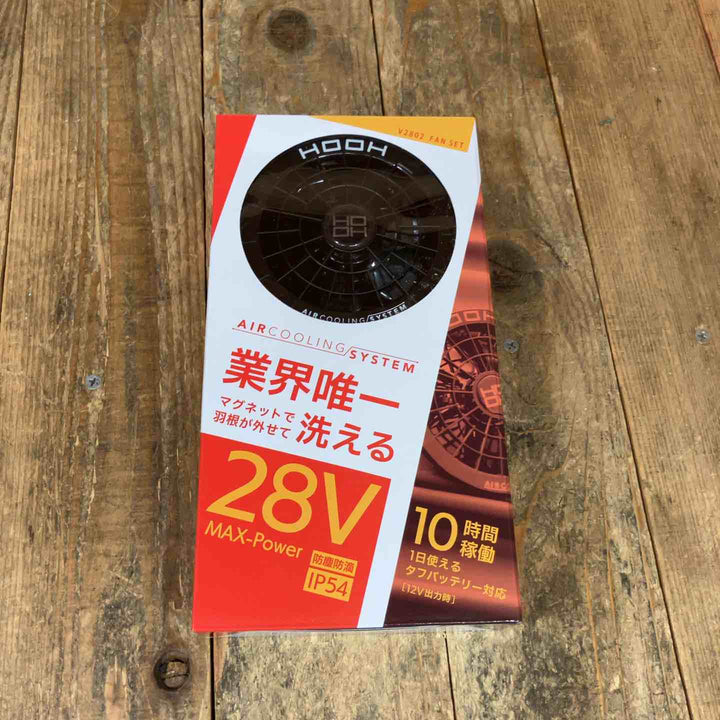 V2802 FAN SET
HOOH
HOOH
AIRCOOLING/SYSTEM
HOOH
AIRCOOLING/SYSTEM
業界唯一
マグネットで
羽根が外せて 洗える
28V
MAX-Power
防塵防滴
IP54
10時間稼働
1日使える
タフバッテリー対応
[12V出力時]